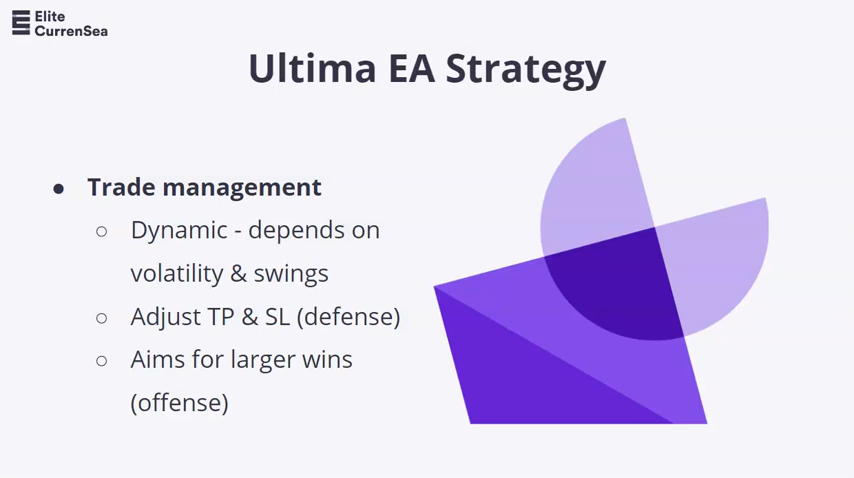 Elite
CurrenSea
Ultima EA Strategy
● Trade management
○ Dynamic - depends on
volatility & swings
○ Adjust TP & SL (defense)
○ Aims for larger wins
(offense)